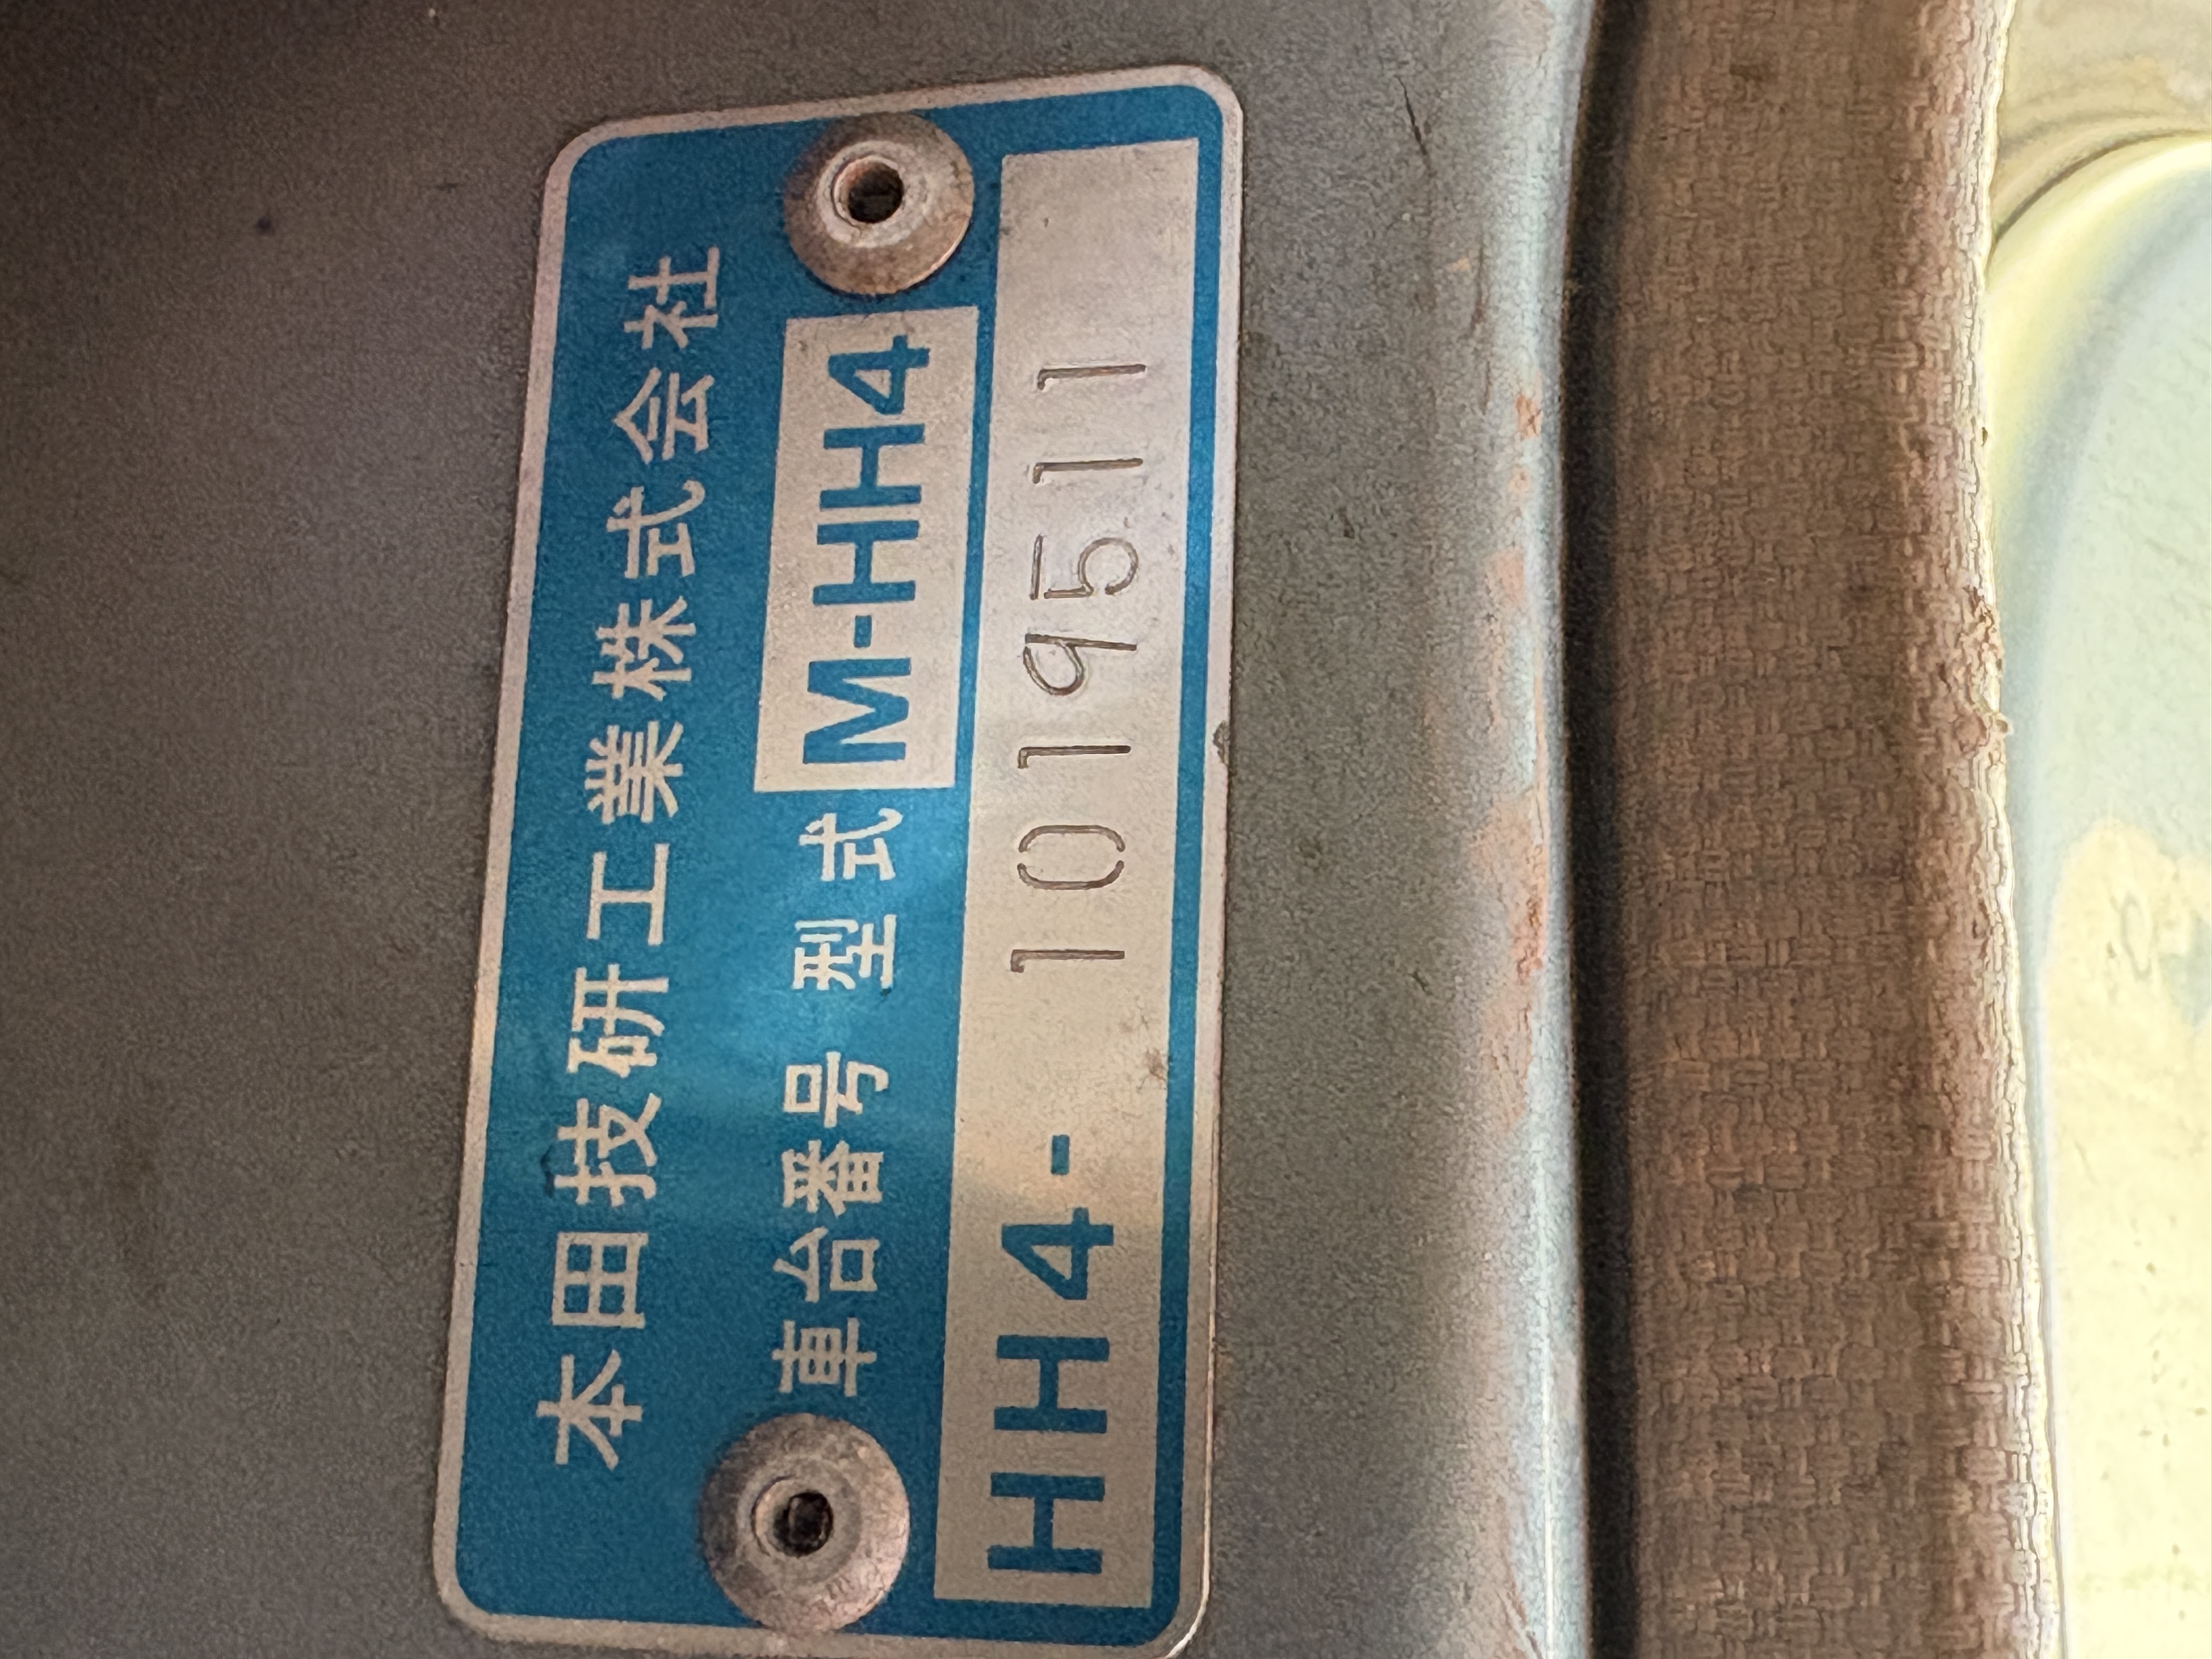 本田技研工業株式会社
車台番号 型式 M-HH4
HH4- 1019511